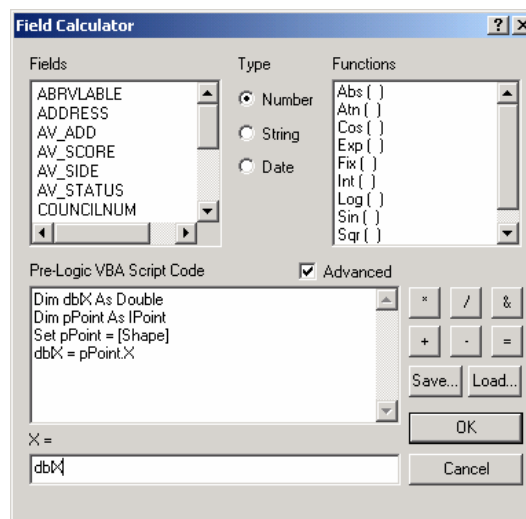 Field Calculator
Fields
Type
Functions
ABRVLABLE
ADDRESS
AV_ADD
AV_SCORE
AV_SIDE
AV_STATUS
COUNCILNUM
Number
String
Date
Abs ( )
Atn ( )
Cos ( )
Exp ( )
Fix ( )
Int ( )
Log ( )
Sin ( )
Sqr ( )
Pre-Logic VBA Script Code
Advanced
Dim dblX As Double
Dim pPoint As IPoint
Set pPoint = [Shape]
dblX = pPoint.X
* / &
+ - =
Save... Load...
OK
X =
dblX
Cancel